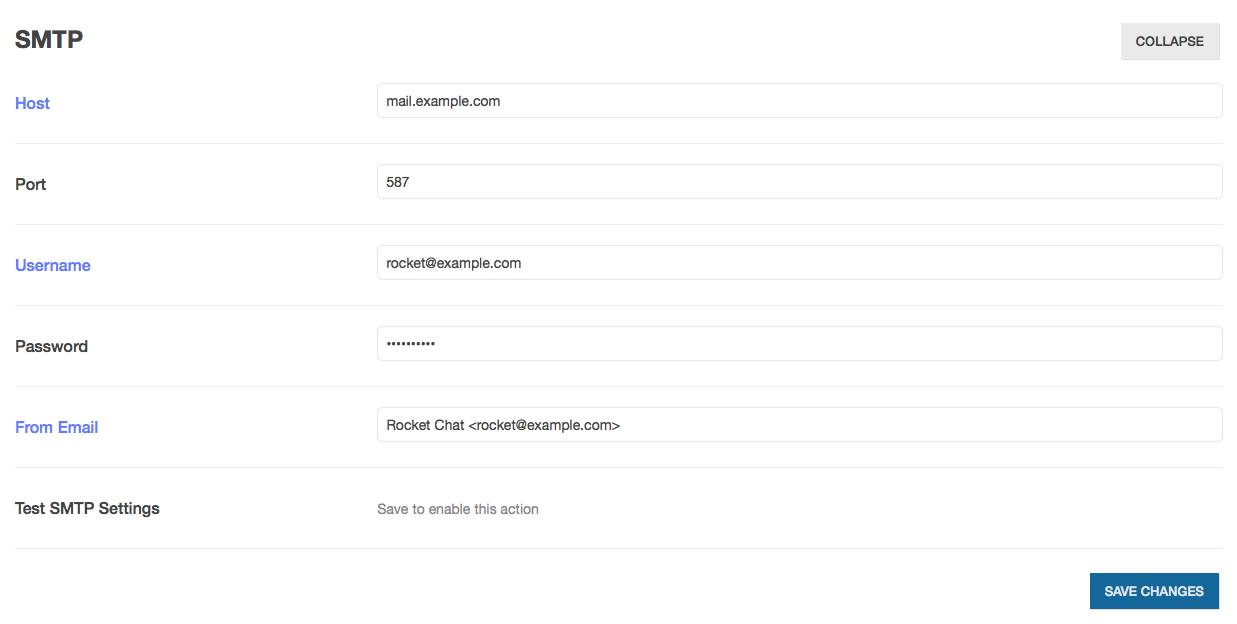 SMTP
COLLAPSE
Host
mail.example.com
Port
587
Username
rocket@example.com
Password
••••••••••
From Email
Rocket Chat <rocket@example.com>
Test SMTP Settings
Save to enable this action
SAVE CHANGES